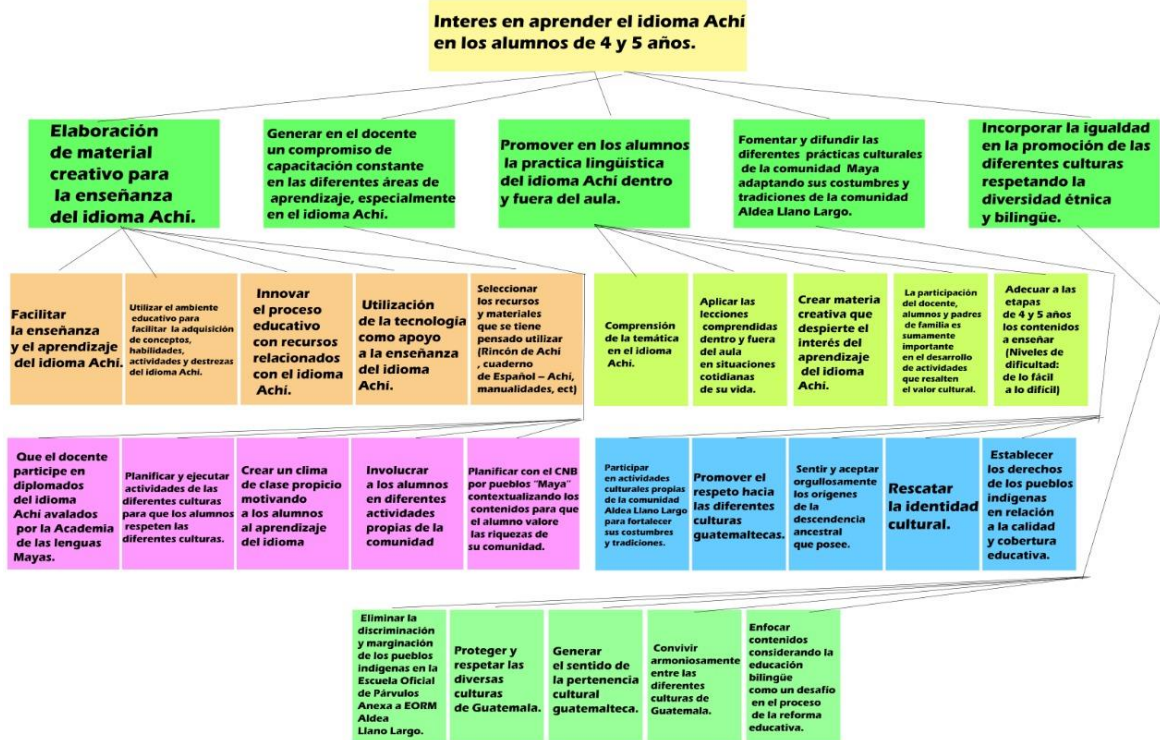 Interes en aprender el idioma Achí
en los alumnos de 4 y 5 años.
Elaboración
de material
creativo para
la enseñanza
del idioma Achí.
Generar en el docente
un compromiso de
capacitación constante
en las diferentes áreas de
aprendizaje, especialmente
en el idioma Achí.
Promover en los alumnos
la practica lingüística
del idioma Achí dentro
y fuera del aula.
Fomentar y difundir las
diferentes prácticas culturales
de la comunidad Maya
adaptando sus costumbres y
tradiciones de la comunidad
Aldea Llano Largo.
Incorporar la igualdad
en la promoción de las
diferentes culturas
respetando la
diversidad étnica
y bilingüe.
Facilitar
la enseñanza
y el aprendizaje
del idioma Achí.
Utilizar el ambiente
educativo para
facilitar la adquisición
de conceptos,
habilidades,
actividades y destrezas
del idioma Achí.
Innovar
el proceso
educativo
con recursos
relacionados
con el idioma
Achí.
Utilización
de la tecnología
como apoyo
a la enseñanza
del idioma
Achí.
Seleccionar
los recursos
y materiales
que se tiene
pensado utilizar
(Rincón de Achí
, cuaderno
de Español – Achí,
manualidades, ect)
Comprensión
de la temática
en el idioma
Achí.
Aplicar las
lecciones
comprendidas
dentro y fuera
del aula
en situaciones
cotidianas
de su vida.
Crear materia
creativa que
despierte el
interés del
aprendizaje
del idioma
Achí.
La participación
del docente,
alumnos y padres
de familia es
sumamente
importante
en el desarrollo
de actividades
que resalten
el valor cultural.
Adecuar a las
etapas
de 4 y 5 años
los contenidos
a enseñar
(Niveles de
dificultad:
de lo fácil
a lo difícil)
Que el docente
participe en
diplomados
del idioma
Achí avalados
por la Academia
de las lenguas
Mayas.
Planificar y ejecutar
actividades de las
diferentes culturas
para que los alumnos
respeten las
diferentes culturas.
Crear un clima
de clase propicio
motivando
a los alumnos
al aprendizaje
del idioma
Involucrar
a los alumnos
en diferentes
actividades
propias de la
comunidad
Planificar con el CNB
por pueblos "Maya"
contextualizando los
contenidos para que
el alumno valore
las riquezas de
su comunidad.
Participar
en actividades
culturales propias
de la comunidad
Aldea Llano Largo
para fortalecer
sus costumbres
y tradiciones.
Promover el
respeto hacia
las diferentes
culturas
guatemaltecas.
Sentir y aceptar
orgullosamente
los orígenes
de la
descendencia
ancestral
que posee.
Rescatar
la identidad
cultural.
Establecer
los derechos
de los pueblos
indígenas
en relación
a la calidad
y cobertura
educativa.
Eliminar la
discriminación
y marginación
de los pueblos
indígenas en la
Escuela Oficial
de Párvulos
Anexa a EORM
Aldea
Llano Largo.
Proteger y
respetar las
diversas
culturas
de Guatemala.
Generar
el sentido de
la pertenencia
cultural
guatemalteca.
Convivir
armoniosamente
entre las
diferentes
culturas de
Guatemala.
Enfocar
contenidos
considerando la
educación
bilingüe
como un desafío
en el proceso
de la reforma
educativa.